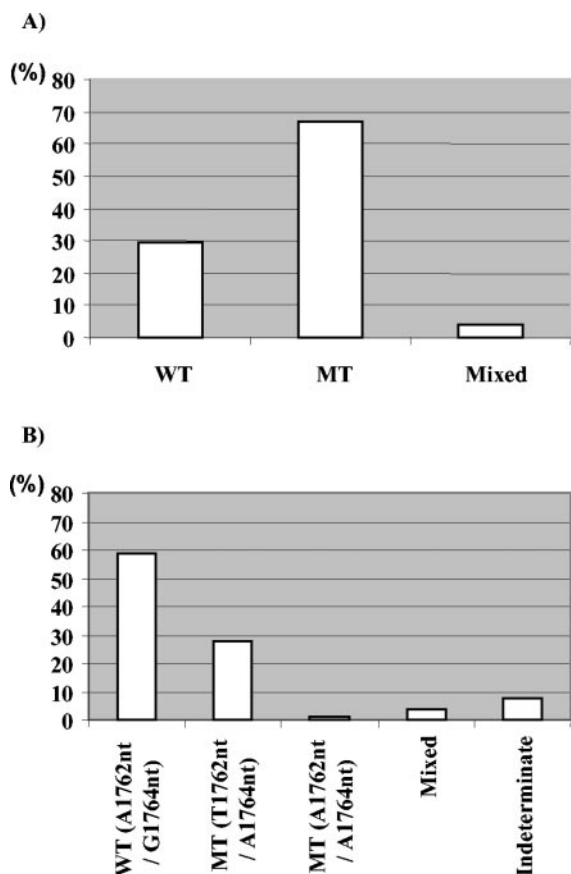 A)
(%)
80
70
60
50
40
30
20
10
0
WT MT Mixed
B)
(%)
80
70
60
50
40
30
20
10
0
WT (A1762nt
/ G1764nt)
MT (T1762nt
/ A1764nt)
MT (A1762nt
/ A1764nt)
Mixed
Indeterminate